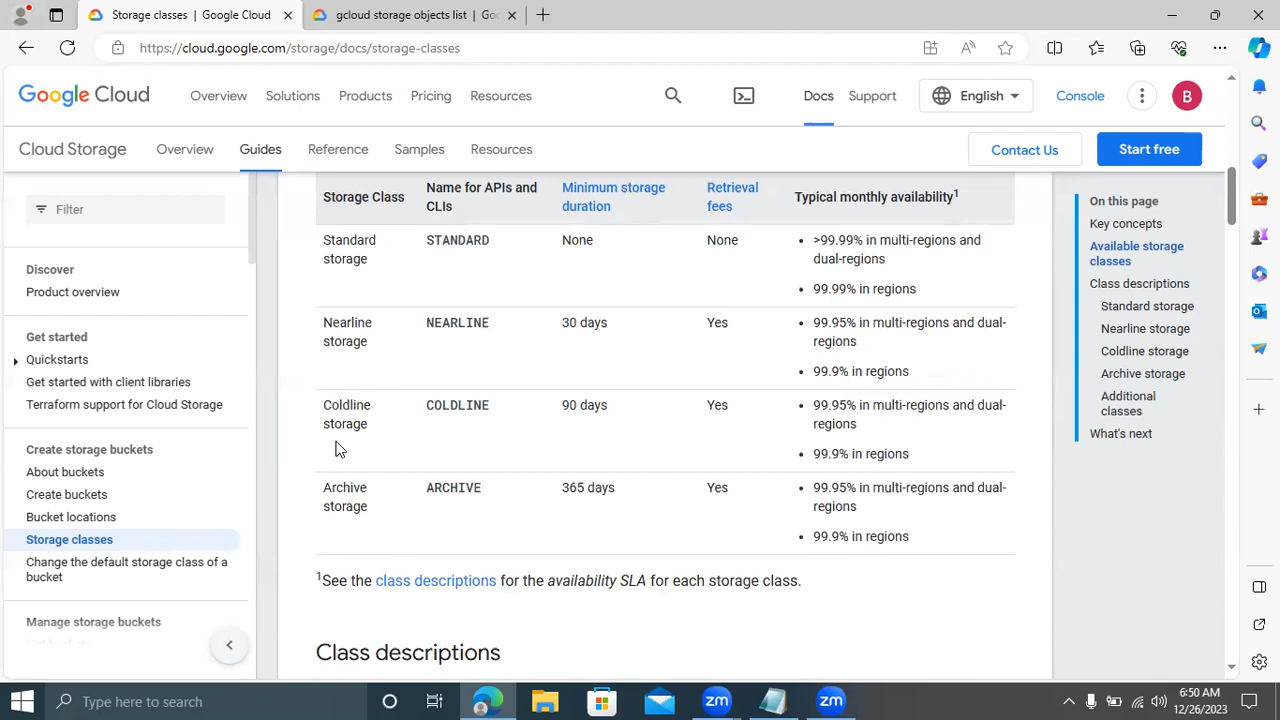 Storage classes | Google Cloud
gcloud storage objects list | Goo
https://cloud.google.com/storage/docs/storage-classes
Google Cloud
Overview
Solutions
Products
Pricing
Resources
Docs
Support
English
Console
B
Cloud Storage
Overview
Guides
Reference
Samples
Resources
Contact Us
Start free
Filter
Discover
Product overview
Get started
Quickstarts
Get started with client libraries
Terraform support for Cloud Storage
Create storage buckets
About buckets
Create buckets
Bucket locations
Storage classes
Change the default storage class of a
bucket
Manage storage buckets
List buckets
Storage Class
Name for APIs and
CLIs
Minimum storage
duration
Retrieval
fees
Typical monthly availability1
Standard
storage
STANDARD
None
None
• >99.99% in multi-regions and
dual-regions
• 99.99% in regions
Nearline
storage
NEARLINE
30 days
Yes
• 99.95% in multi-regions and dual-
regions
• 99.9% in regions
Coldline
storage
COLDLINE
90 days
Yes
• 99.95% in multi-regions and dual-
regions
• 99.9% in regions
Archive
storage
ARCHIVE
365 days
Yes
• 99.95% in multi-regions and dual-
regions
• 99.9% in regions
1See the class descriptions for the availability SLA for each storage class.
Class descriptions
On this page
Key concepts
Available storage
classes
Class descriptions
Standard storage
Nearline storage
Coldline storage
Archive storage
Additional
classes
What's next
Type here to search
zm
zm
6:50 AM
12/26/2023